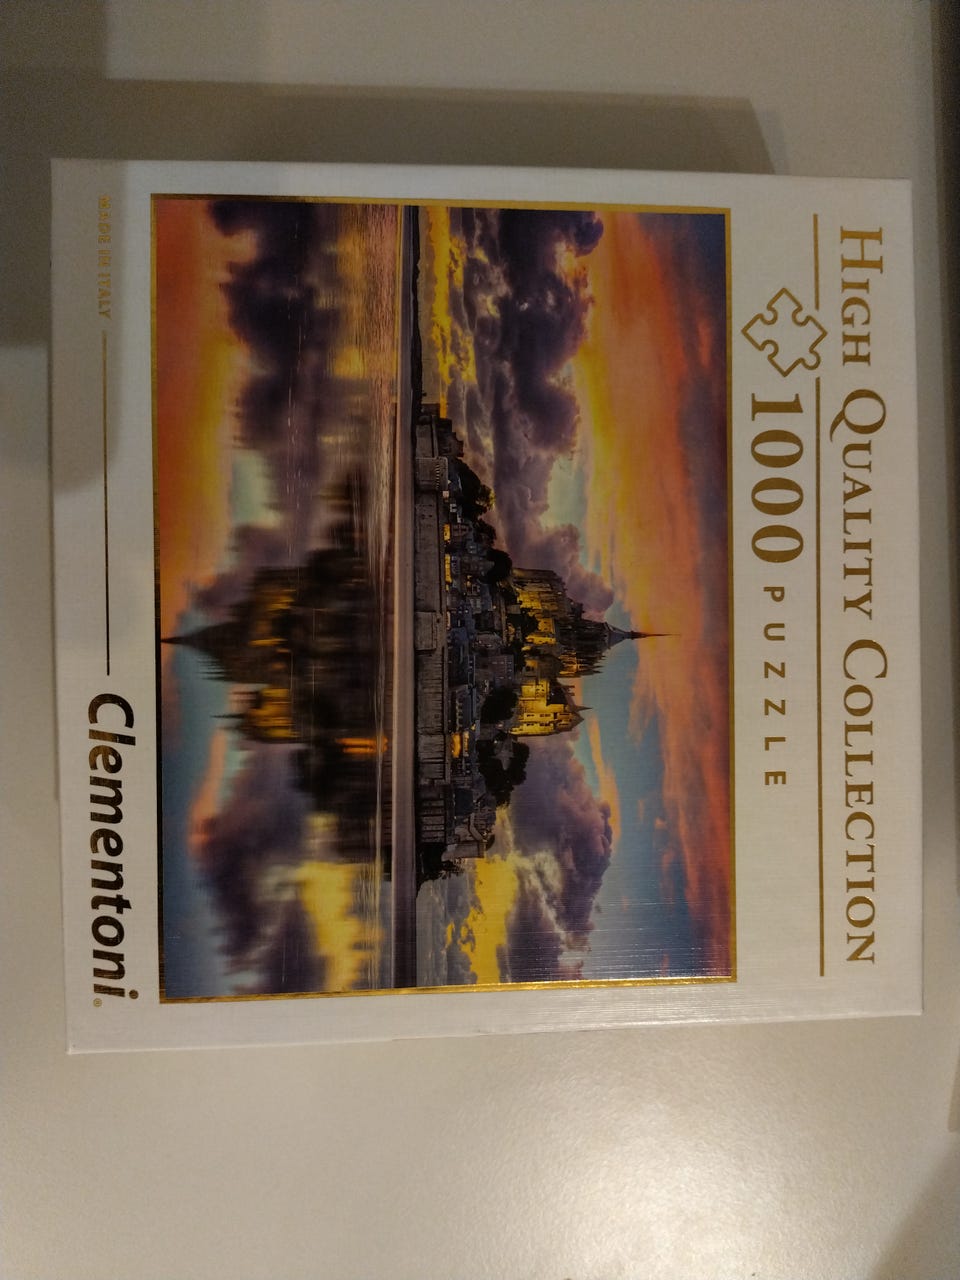 HIGH QUALITY COLLECTION
1000 PUZZLE
MADE IN ITALY
Clementoni®